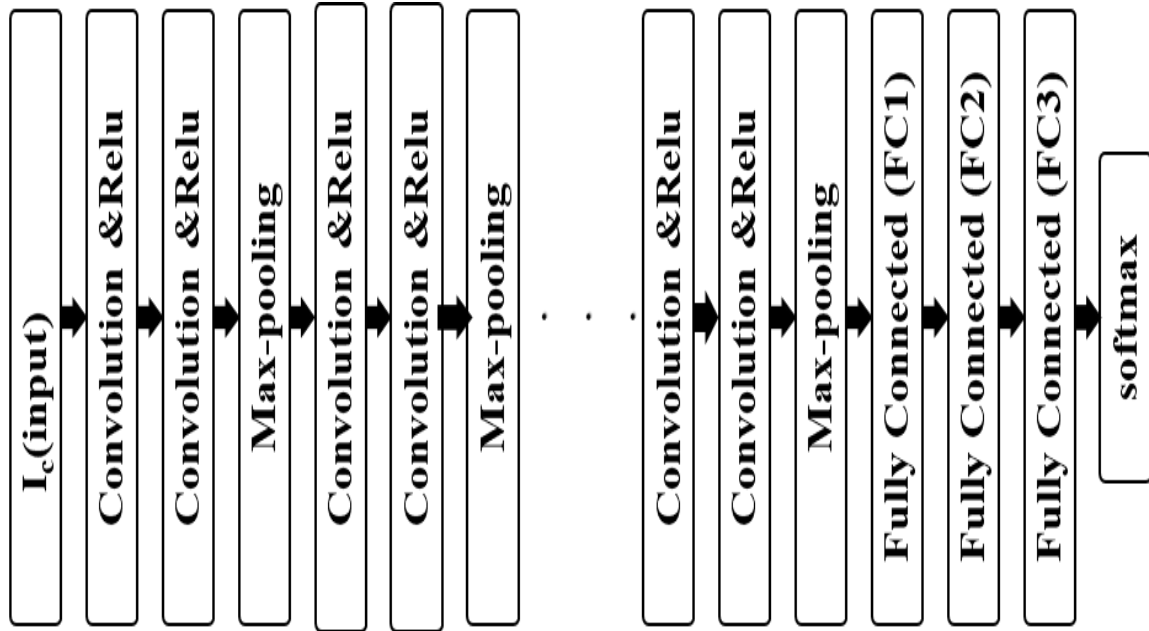 I_c(input)
Convolution &Relu
Convolution &Relu
Max-pooling
Convolution &Relu
Convolution &Relu
Max-pooling
. . .
Convolution &Relu
Convolution &Relu
Max-pooling
Fully Connected (FC1)
Fully Connected (FC2)
Fully Connected (FC3)
softmax